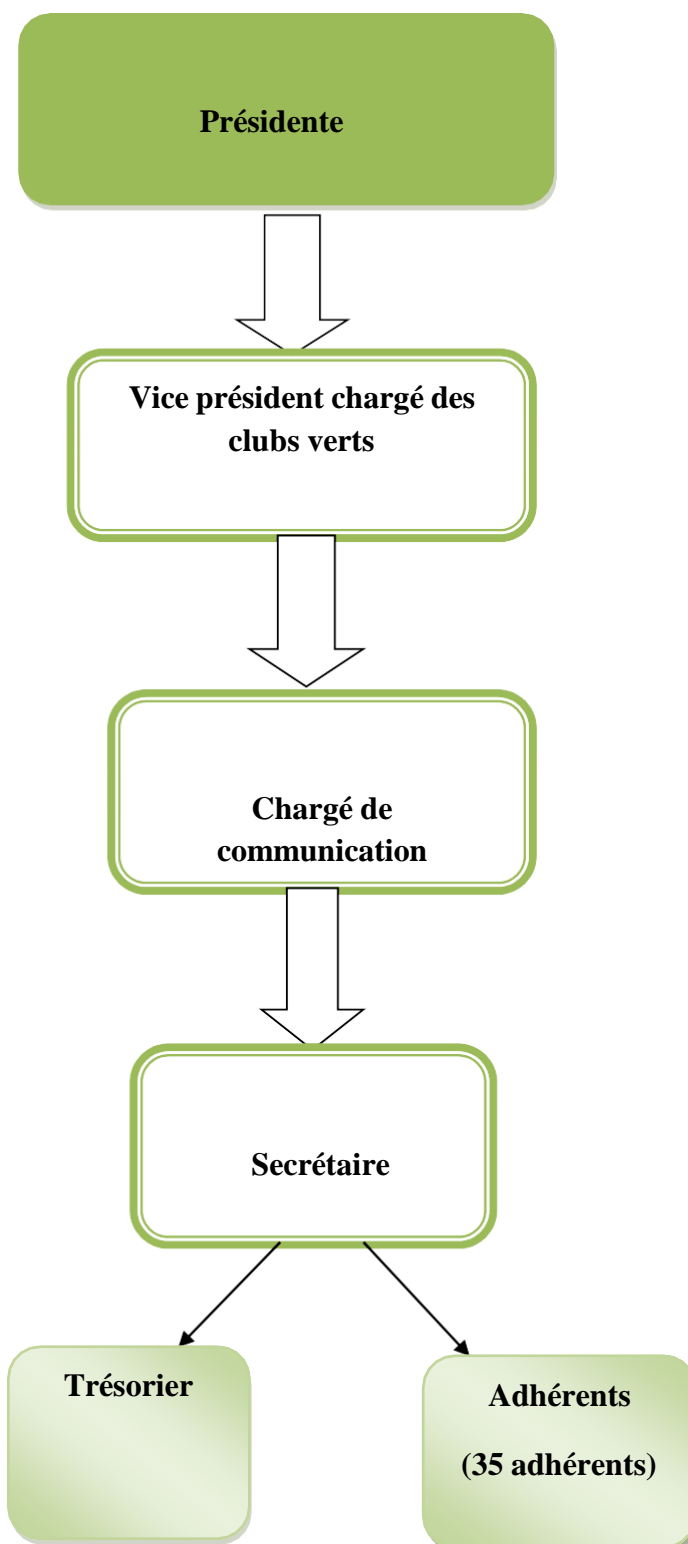 Présidente
Vice président chargé des
clubs verts
Chargé de
communication
Secrétaire
Trésorier
Adhérents
(35 adhérents)